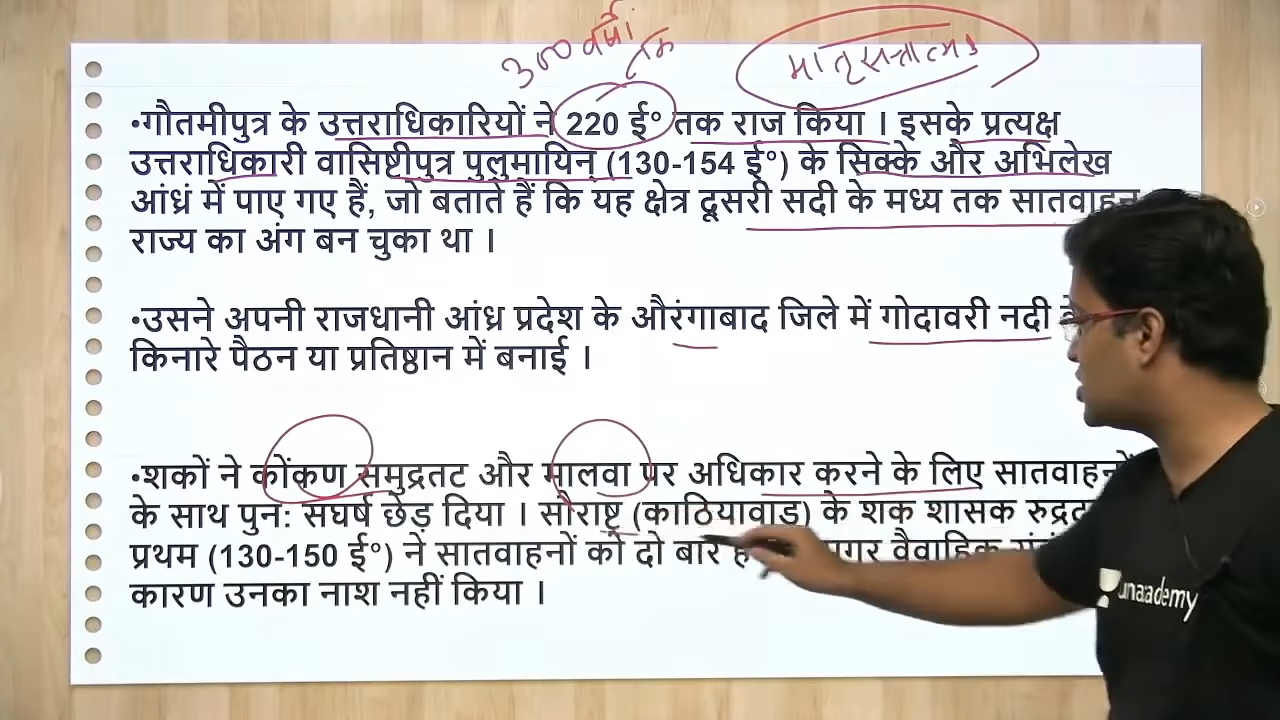 300 वर्षों
कि
मातृसत्तात्मक
•गौतमीपुत्र के उत्तराधिकारियों ने 220 ई° तक राज किया । इसके प्रत्यक्ष
उत्तराधिकारी वासिष्टीपुत्र पुलुमायिन् (130-154 ई°) के सिक्के और अभिलेख
आंध्रं में पाए गए हैं, जो बताते हैं कि यह क्षेत्र दूसरी सदी के मध्य तक सातवाहन
राज्य का अंग बन चुका था ।
•उसने अपनी राजधानी आंध्र प्रदेश के औरंगाबाद जिले में गोदावरी नदी
किनारे पैठन या प्रतिष्ठान में बनाई ।
•शकों ने कोंकण समुद्रतट और मालवा पर अधिकार करने के लिए सातवाहनों
के साथ पुन: संघर्ष छेड़ दिया । सौराष्ट्र (काठियावाड़) के शक शासक
प्रथम (130-150 ई°) ने सातवाहनों को दो बार वैवाहिक
कारण उनका नाश नहीं किया ।
unacademy